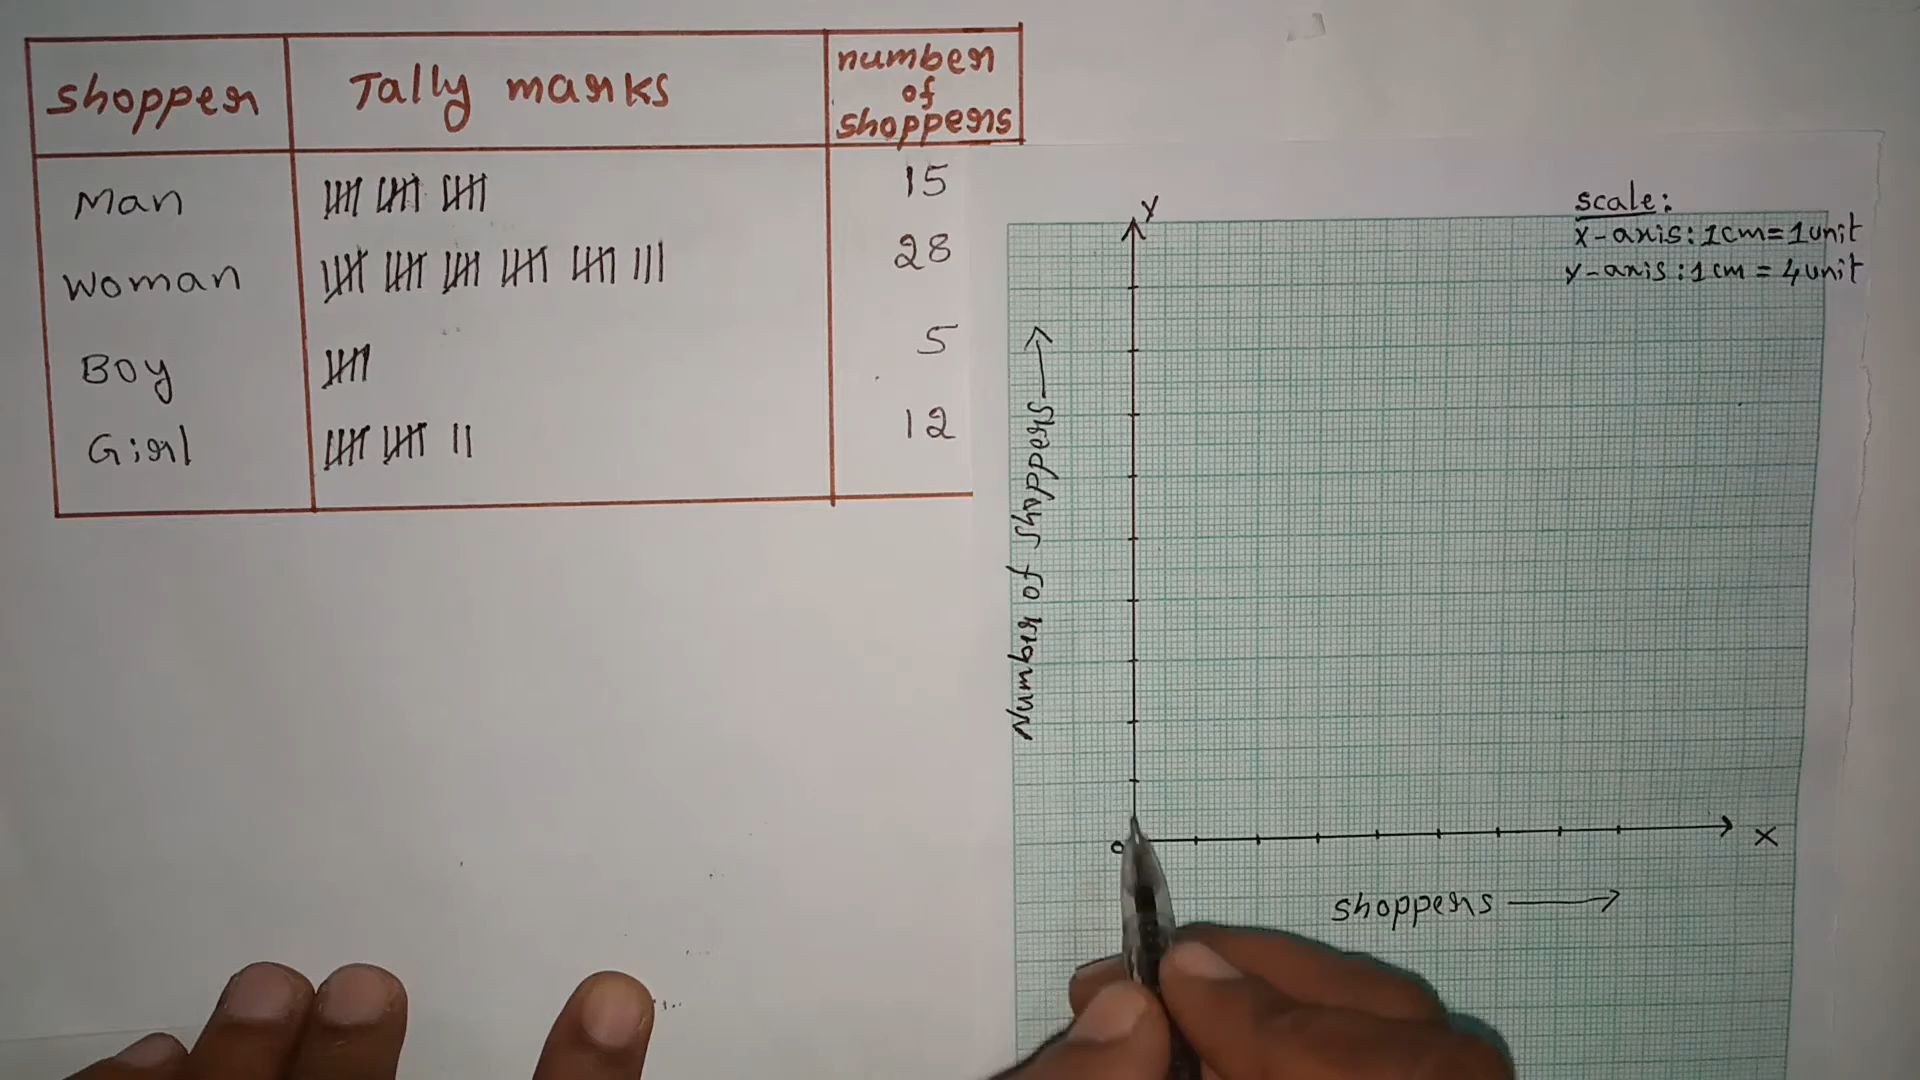 Shopper Tally marks number of shoppers
Man 15
Woman 28
Boy 5
Girl 12
Y
scale:
x-axis: 1cm = 1unit
y-axis: 1cm = 4unit
Number of shoppers
0
X
shoppers